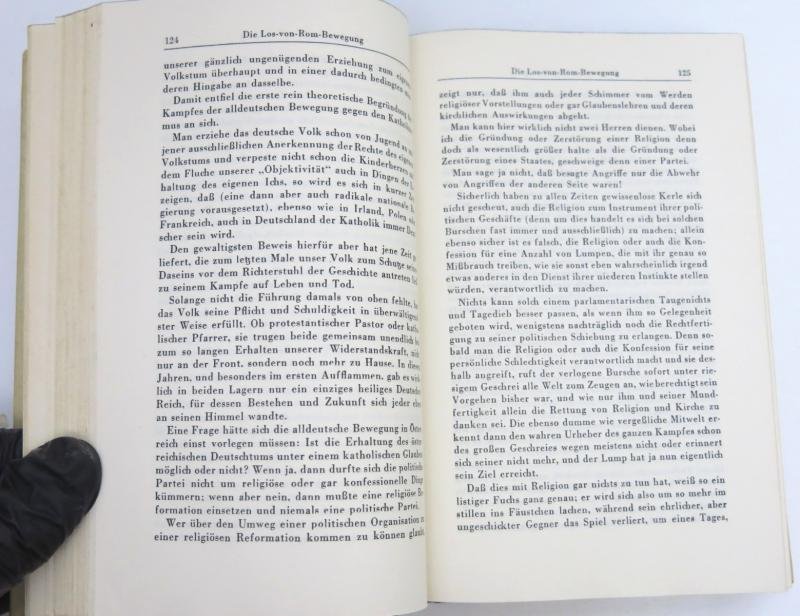 124 Die Los-von-Rom-Bewegung
unserer gänzlich ungenügenden Erziehung zum
Volkstum überhaupt und in einer dadurch bedingten
deren Hingabe an dasselbe.
Damit entfiel die erste rein theoretische Begründung
Kampfes der alldeutschen Bewegung gegen den
mus an sich.
Man erziehe das deutsche Volk schon von Jugend an
jener ausschließlichen Anerkennung der Rechte des
Volkstums und verpeste nicht schon die Kinderherzen
dem Fluche unserer „Objektivität“ auch in Dingen der
haltung des eigenen Ichs, so wird es sich in kurzer
zeigen, daß (eine dann aber auch radikale nationale
gierung vorausgesetzt), ebenso wie in Irland, Polen
Frankreich, auch in Deutschland der Katholik immer
scher sein wird.
Den gewaltigsten Beweis hierfür aber hat jene Zeit
liefert, die zum letzten Male unser Volk zum Schutze
Daseins vor dem Richterstuhl der Geschichte antreten
zu seinem Kampfe auf Leben und Tod.
Solange nicht die Führung damals von oben fehlte,
das Volk seine Pflicht und Schuldigkeit in
ster Weise erfüllt. Ob protestantischer Pastor oder
lischer Pfarrer, sie trugen beide gemeinsam unendlich
zum so langen Erhalten unserer Widerstandskraft,
nur an der Front, sondern noch mehr zu Hause. In
Jahren, und besonders im ersten Aufflammen, gab es
lich in beiden Lagern nur ein einziges heiliges
Reich, für dessen Bestehen und Zukunft sich jeder
an seinen Himmel wandte.
Eine Frage hätte sich die alldeutsche Bewegung in
reich einst vorlegen müssen: Ist die Erhaltung des
reichischen Deutschtums unter einem katholischen
möglich oder nicht? Wenn ja, dann durfte sich die
Partei nicht um religiöse oder gar konfessionelle
kümmern; wenn aber nein, dann mußte eine religiöse
formation einsetzen und niemals eine politische Partei.
Wer über den Umweg einer politischen Organisation
einer religiösen Reformation kommen zu können
Die Los-von-Rom-Bewegung 125
zeigt nur, daß ihm auch jeder Schimmer vom Werden
religiöser Vorstellungen oder gar Glaubenslehren und deren
kirchlichen Auswirkungen abgeht.
Man kann hier wirklich nicht zwei Herren dienen. Wobei
ich die Gründung oder Zerstörung einer Religion denn
doch als wesentlich größer halte als die Gründung oder
Zerstörung eines Staates, geschweige denn einer Partei.
Man sage ja nicht, daß besagte Angriffe nur die Abwehr
von Angriffen der anderen Seite waren!
Sicherlich haben zu allen Zeiten gewissenlose Kerle sich
nicht gescheut, auch die Religion zum Instrument ihrer poli-
tischen Geschäfte (denn um dies handelt es sich bei solchen
Burschen fast immer und ausschließlich) zu machen; allein
ebenso sicher ist es falsch, die Religion oder auch die Kon-
fession für eine Anzahl von Lumpen, die mit ihr genau so
Mißbrauch treiben, wie sie sonst eben wahrscheinlich irgend
etwas anderes in den Dienst ihrer niederen Instinkte stellen
würden, verantwortlich zu machen.
Nichts kann solch einem parlamentarischen Taugenichts
und Tagedieb besser passen, als wenn ihm so Gelegenheit
geboten wird, wenigstens nachträglich noch die Rechtferti-
gung zu seiner politischen Schiebung zu erlangen. Denn so-
bald man die Religion oder auch die Konfession für seine
persönliche Schlechtigkeit verantwortlich macht und sie des-
halb angreift, ruft der verlogene Bursche sofort unter rie-
sigem Geschrei alle Welt zum Zeugen an, wie berechtigt sein
Vorgehen bisher war, und wie nur ihm und seiner Mund-
fertigkeit allein die Rettung von Religion und Kirche zu
danken sei. Die ebenso dumme wie vergeßliche Mitwelt er-
kennt dann den wahren Urheber des ganzen Kampfes schon
des großen Geschreies wegen meistens nicht oder erinnert
sich seiner nicht mehr, und der Lump hat ja nun eigentlich
sein Ziel erreicht.
Daß dies mit Religion gar nichts zu tun hat, weiß so ein
listiger Fuchs ganz genau; er wird sich also um so mehr im
stillen ins Fäustchen lachen, während sein ehrlicher, aber
ungeschickter Gegner das Spiel verliert, um eines Tages,